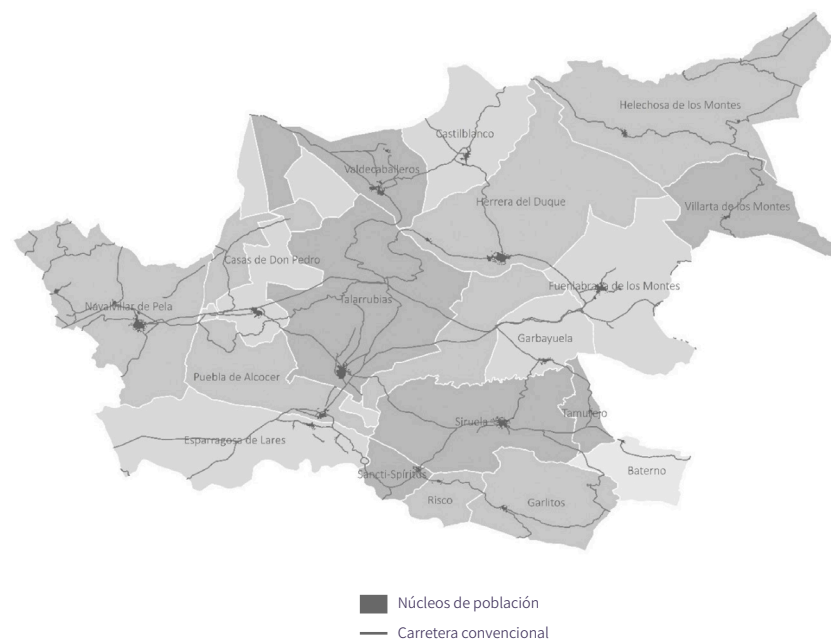 Helechosa de los Montes
Castilblanco
Valdecaballeros
Herrera del Duque
Villarta de los Montes
Casas de Don Pedro
Fuenlabrada de los Montes
Talarrubias
Navalvillar de Pela
Garbayuela
Puebla de Alcocer
Tamurejo
Siruela
Esparragosa de Lares
Baterno
Sancti-Spíritus
Risco
Garlitos
Núcleos de población
Carretera convencional